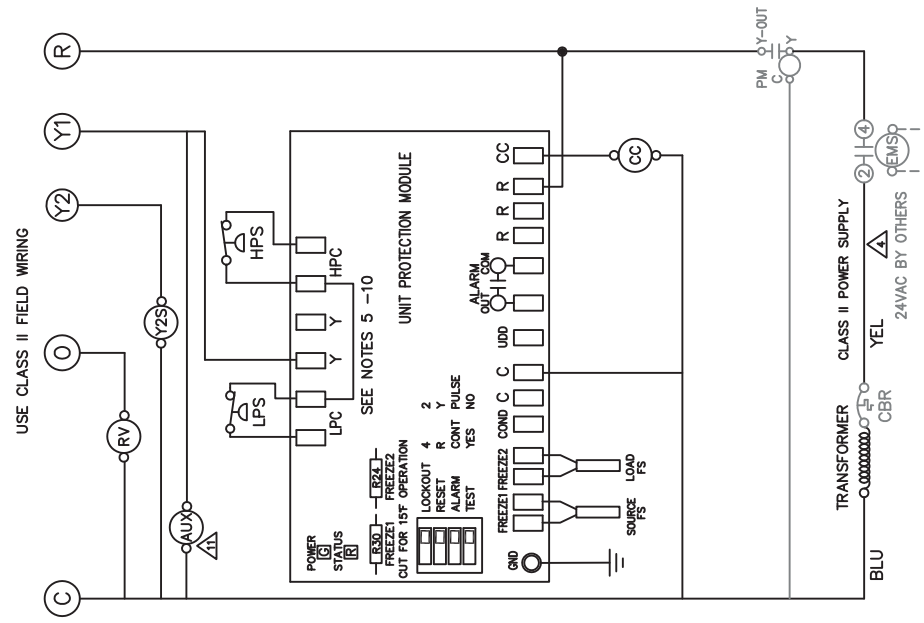 USE CLASS II FIELD WIRING
C
O
Y2
Y1
R
RV
Y2S
AUX
11
LPS
HPS
LPC
Y
Y
HPC
SEE NOTES 5 -10
UNIT PROTECTION MODULE
POWER
G
STATUS
R
R30
FREEZE1
R24
FREEZE2
CUT FOR 15°F OPERATION
LOCKOUT 4 2
RESET R Y
ALARM CONT PULSE
TEST YES NO
ALARM
OUT COM
GND
FREEZE1
FREEZE2
COND
C
C
UDD
R
R
R
CC
SOURCE
FS
LOAD
FS
CC
PM
C
Y-OUT
Y
TRANSFORMER
CBR
BLU
YEL
CLASS II POWER SUPPLY
4
24VAC BY OTHERS
2
4
EMS